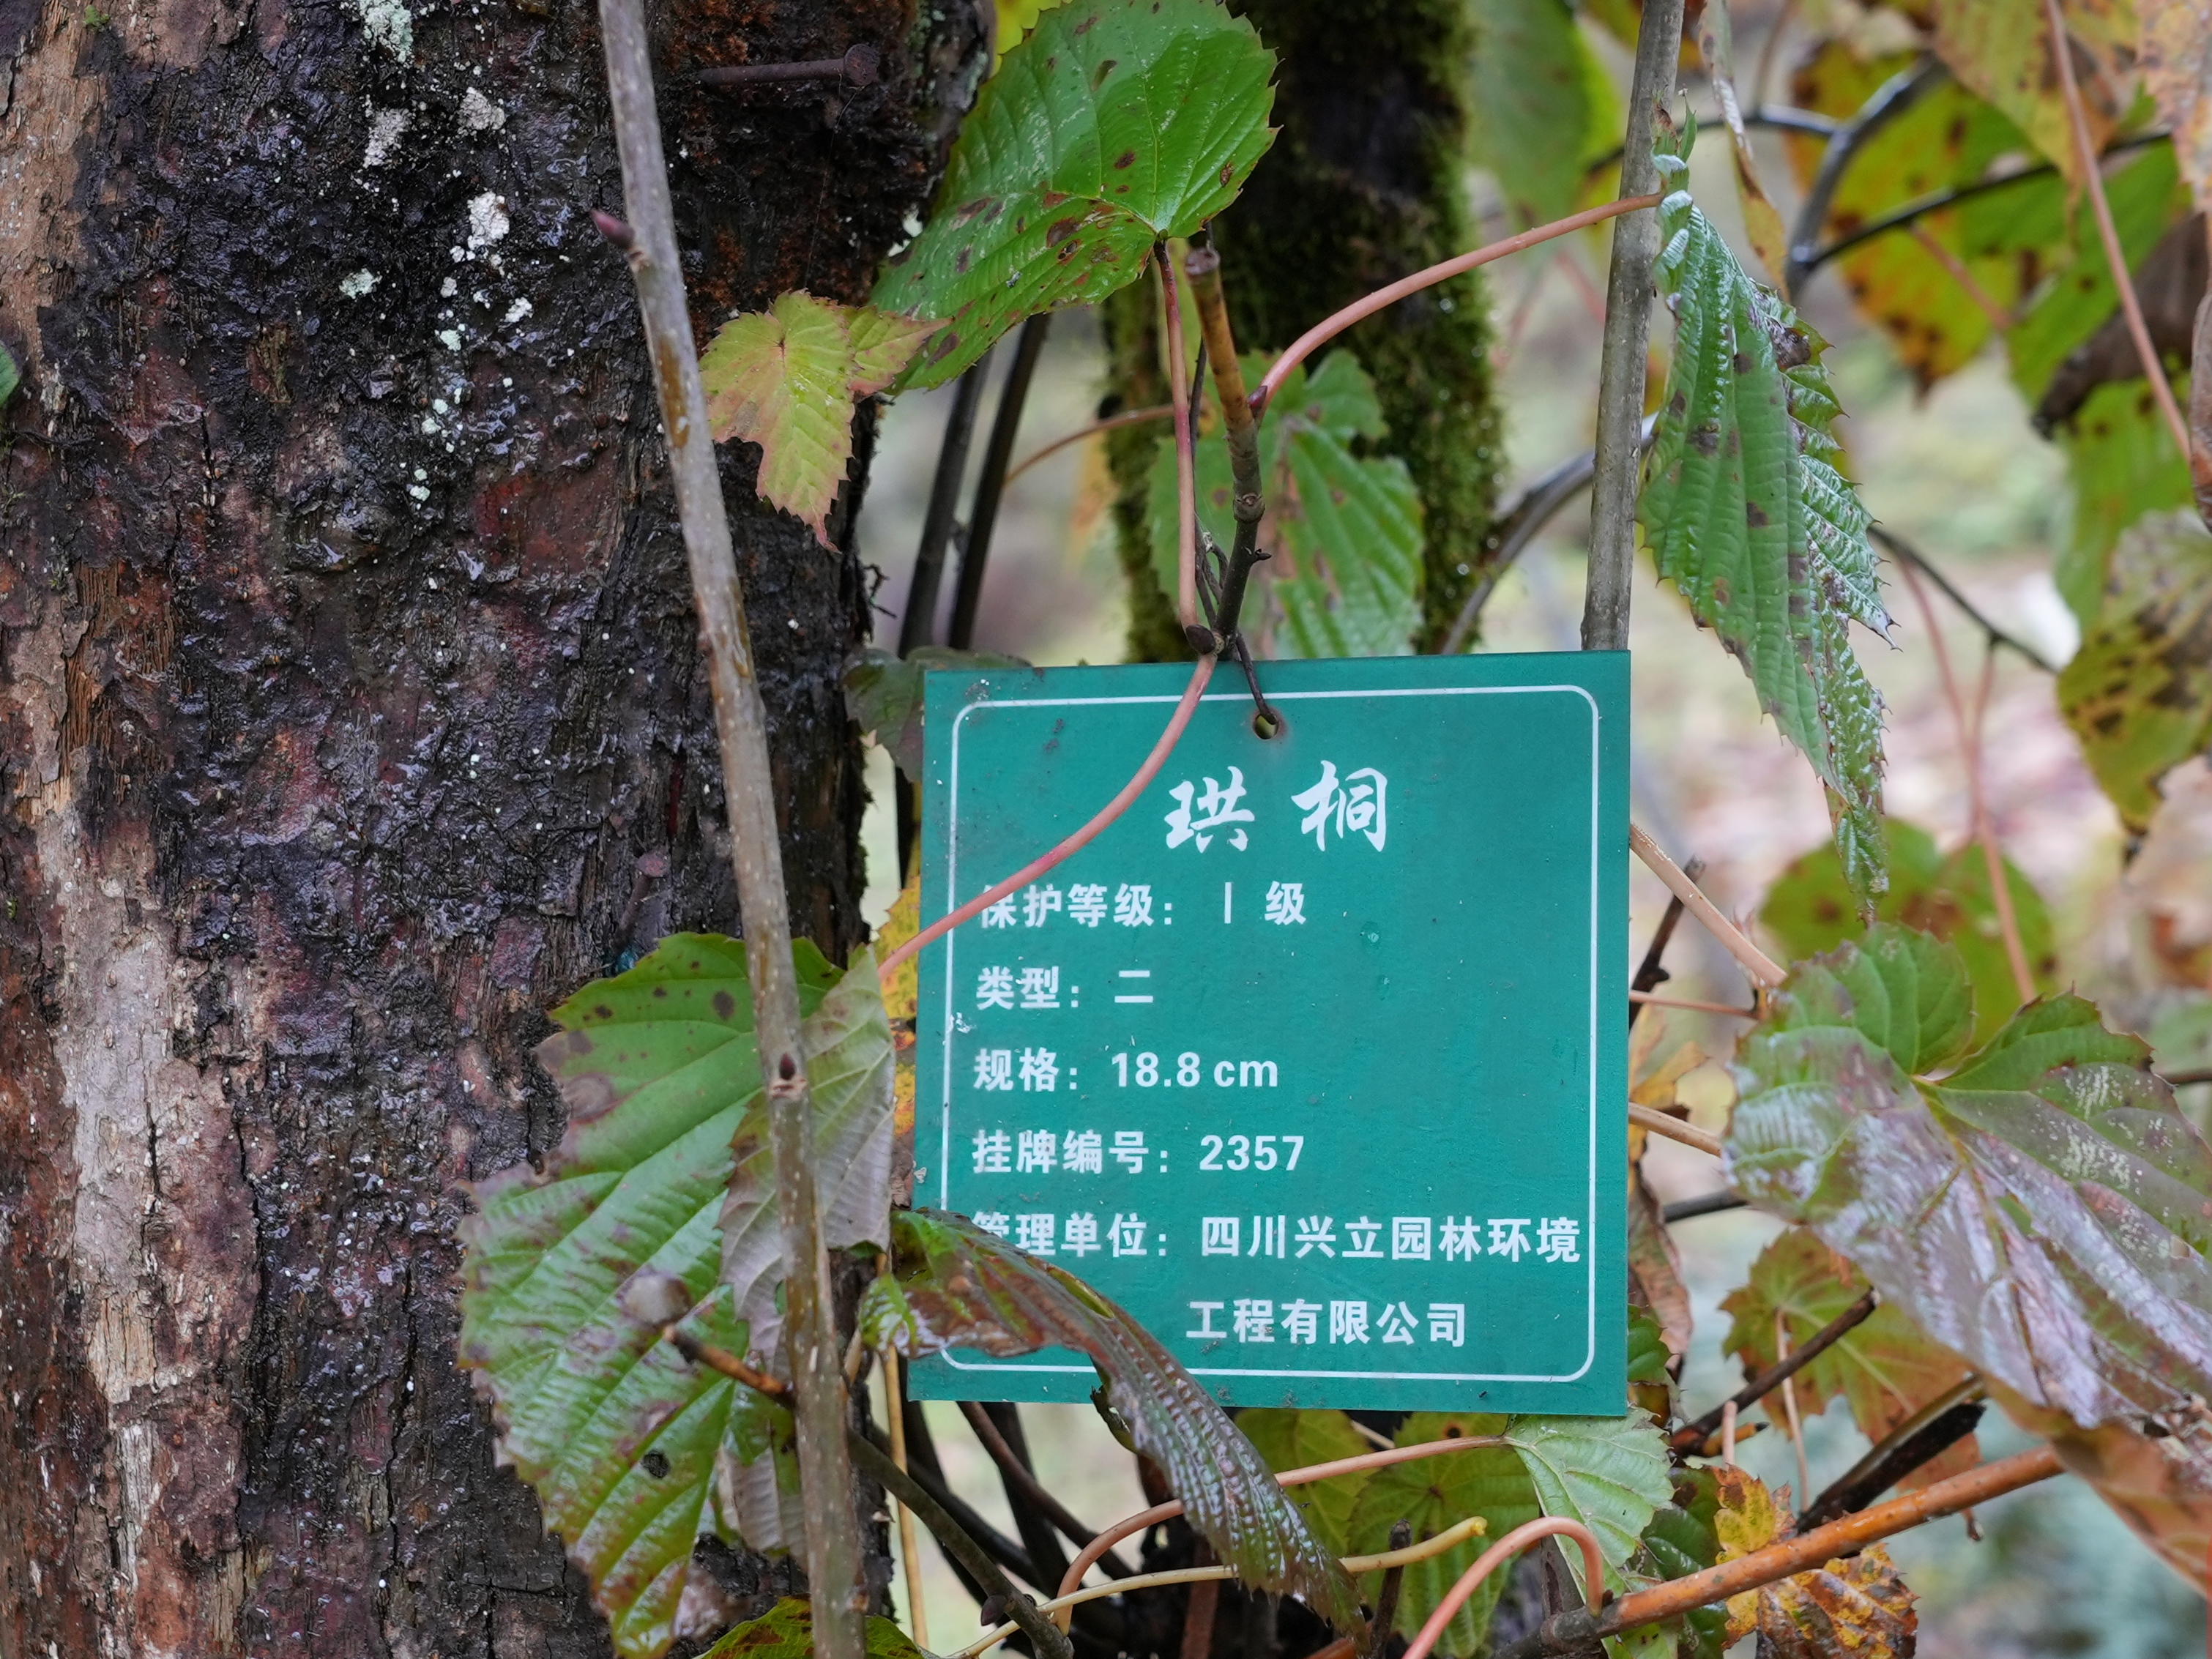 珙桐
保护等级：Ⅰ 级
类型：二
规格：18.8 cm
挂牌编号：2357
管理单位：四川兴立园林环境
工程有限公司